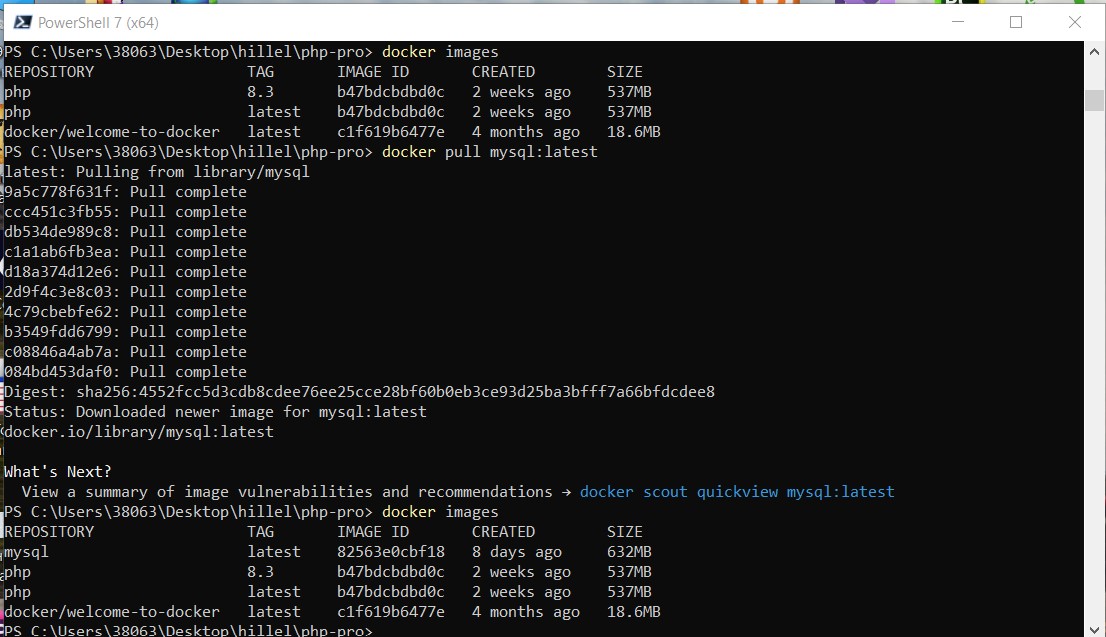 PowerShell 7 (x64)
PS C:\Users\38063\Desktop\hillel\php-pro> docker images
REPOSITORY TAG IMAGE ID CREATED SIZE
php 8.3 b47bdcbdbd0c 2 weeks ago 537MB
php latest b47bdcbdbd0c 2 weeks ago 537MB
docker/welcome-to-docker latest c1f619b6477e 4 months ago 18.6MB
PS C:\Users\38063\Desktop\hillel\php-pro> docker pull mysql:latest
latest: Pulling from library/mysql
9a5c778f631f: Pull complete
ccc451c3fb55: Pull complete
db534de989c8: Pull complete
c1a1ab6fb3ea: Pull complete
d18a374d12e6: Pull complete
2d9f4c3e8c03: Pull complete
4c79cbebfe62: Pull complete
b3549fdd6799: Pull complete
c08846a4ab7a: Pull complete
084bd453daf0: Pull complete
Digest: sha256:4552fcc5d3cdb8cdee76ee25cce28bf60b0eb3ce93d25ba3bfff7a66bfdcdee8
Status: Downloaded newer image for mysql:latest
docker.io/library/mysql:latest
What's Next?
View a summary of image vulnerabilities and recommendations → docker scout quickview mysql:latest
PS C:\Users\38063\Desktop\hillel\php-pro> docker images
REPOSITORY TAG IMAGE ID CREATED SIZE
mysql latest 82563e0cbf18 8 days ago 632MB
php 8.3 b47bdcbdbd0c 2 weeks ago 537MB
php latest b47bdcbdbd0c 2 weeks ago 537MB
docker/welcome-to-docker latest c1f619b6477e 4 months ago 18.6MB
PS C:\Users\38063\Desktop\hillel\php-pro>